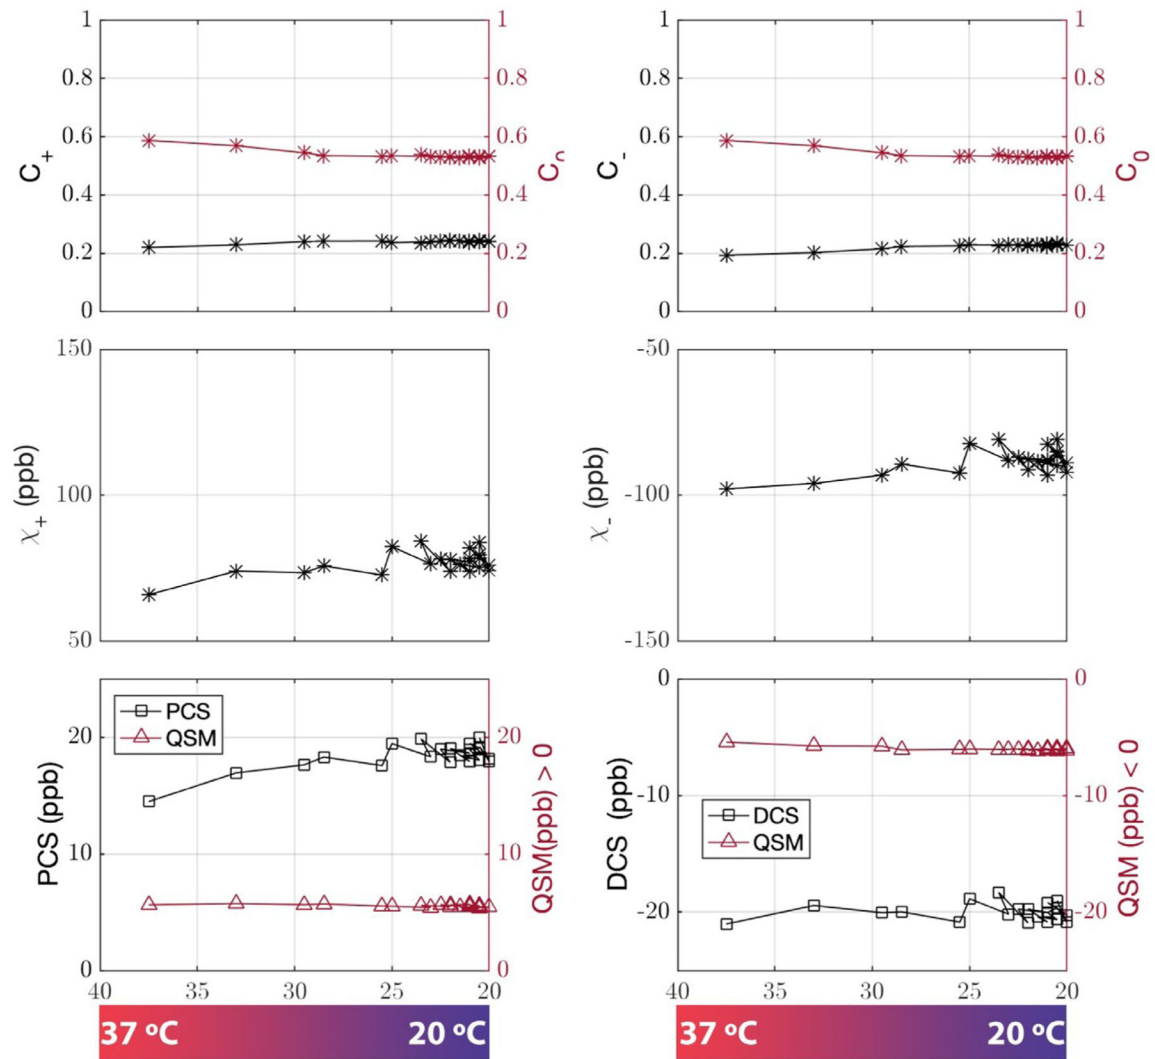 1 1 1 1
0.8 0.8 0.8 0.8
0.6 0.6 0.6 0.6
0.4 0.4 0.4 0.4
0.2 0.2 0.2 0.2
0 0 0 0
C+ C0 C- C0
150 -50
100 -100
50 -150
χ+ (ppb) χ- (ppb)
PCS
QSM
20 20 0 0
10 10 -10 -10
0 0 -20 -20
PCS (ppb) QSM(ppb) > 0 DCS (ppb) QSM (ppb) < 0
DCS
QSM
40 35 30 25 20 40 35 30 25 20
37 ºC 20 ºC 37 ºC 20 ºC